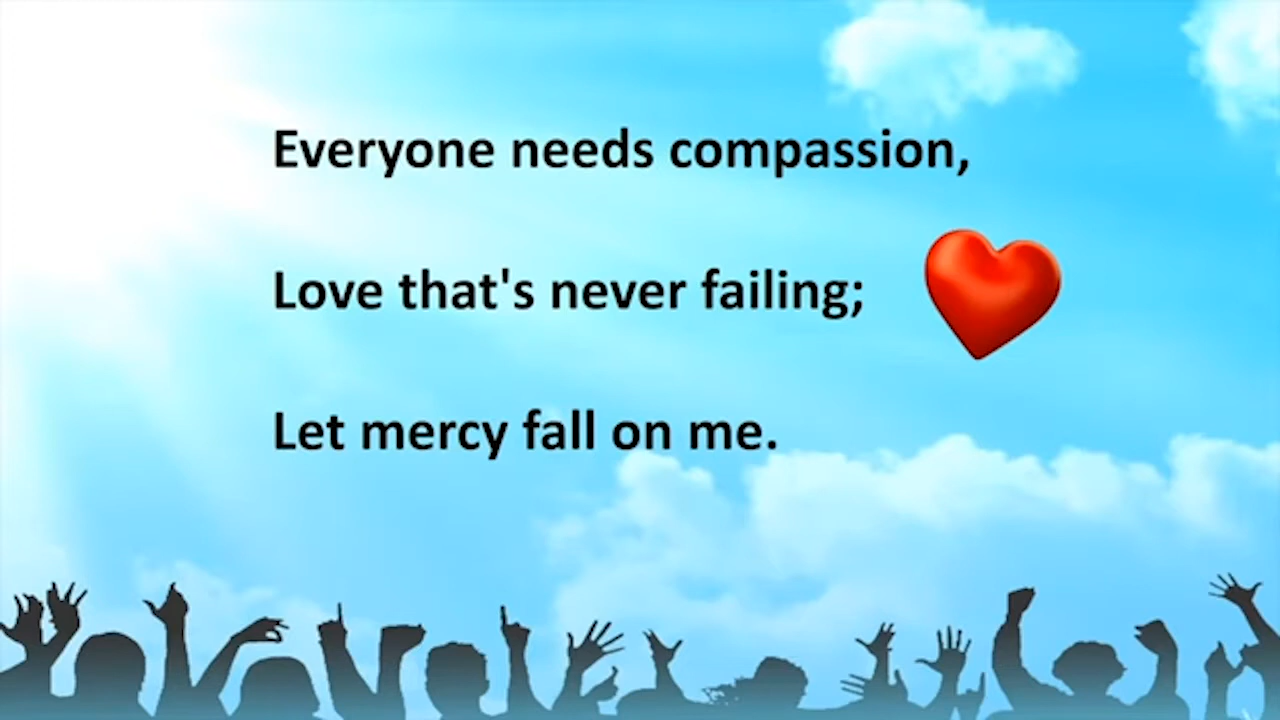 Everyone needs compassion,
Love that's never failing;
Let mercy fall on me.